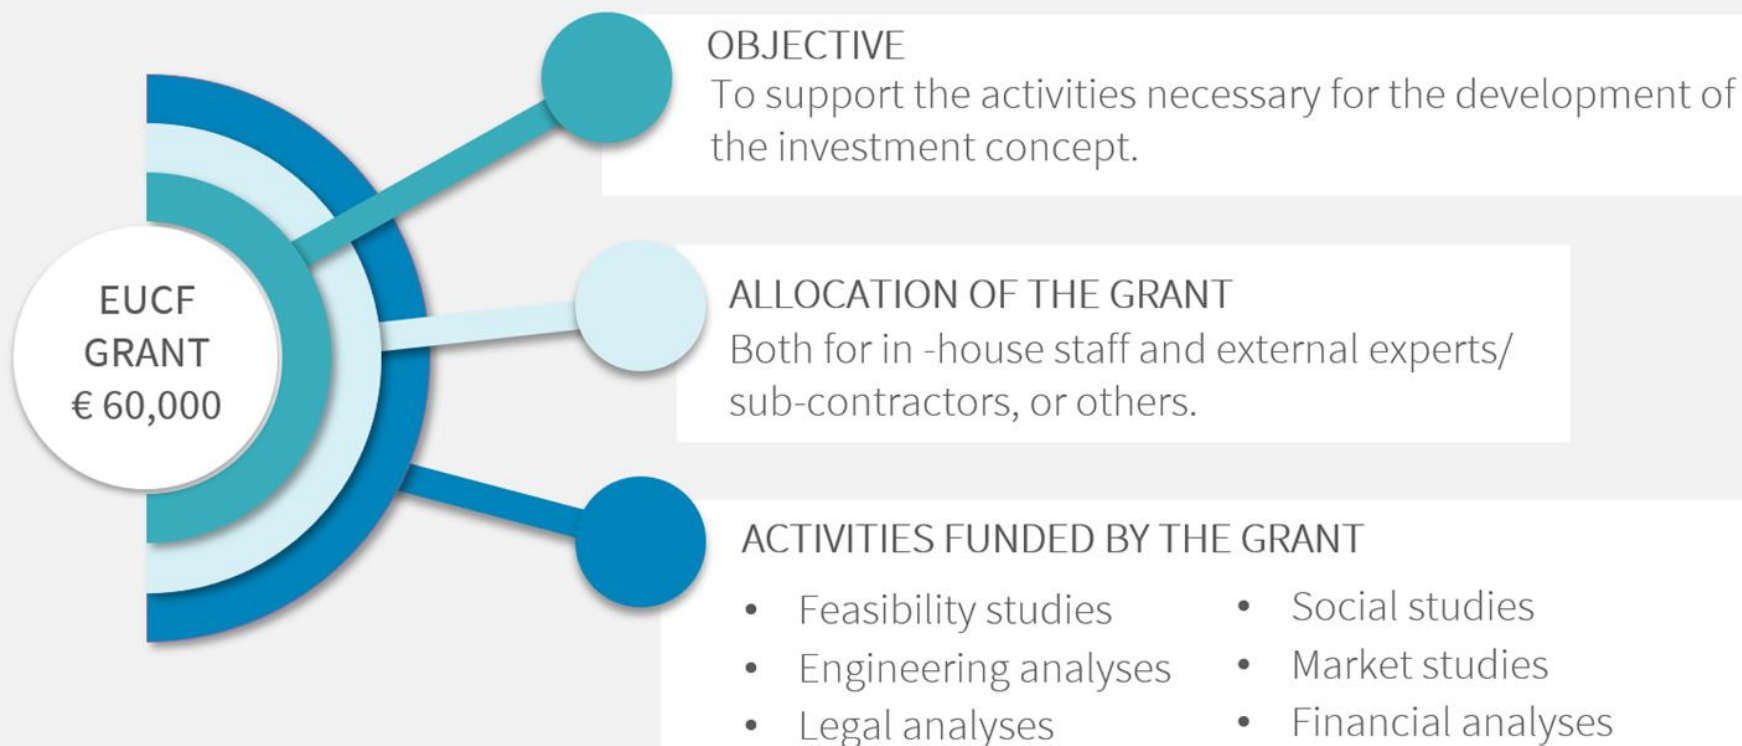 EUCF
GRANT
€ 60,000
OBJECTIVE
To support the activities necessary for the development of
the investment concept.
ALLOCATION OF THE GRANT
Both for in -house staff and external experts/
sub-contractors, or others.
ACTIVITIES FUNDED BY THE GRANT
• Feasibility studies
• Engineering analyses
• Legal analyses
• Social studies
• Market studies
• Financial analyses